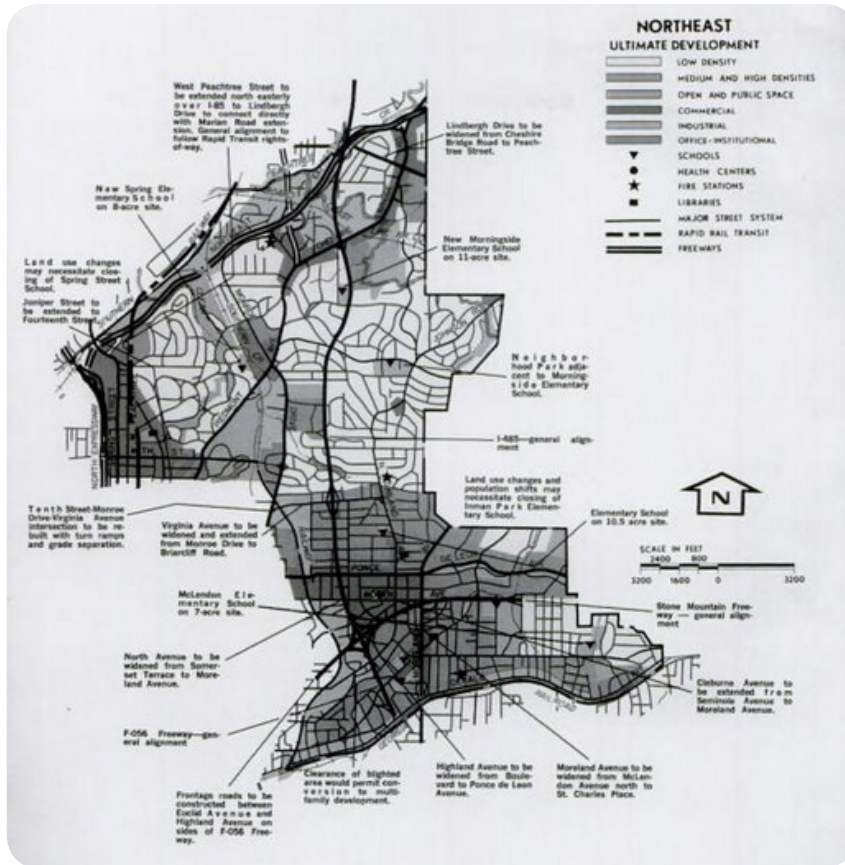 NORTHEAST
ULTIMATE DEVELOPMENT
LOW DENSITY
MEDIUM AND HIGH DENSITIES
OPEN AND PUBLIC SPACE
COMMERCIAL
INDUSTRIAL
OFFICE-INSTITUTIONAL
SCHOOLS
HEALTH CENTERS
FIRE STATIONS
LIBRARIES
MAJOR STREET SYSTEM
RAPID RAIL TRANSIT
FREEWAYS
West Peachtree Street to
be extended north easterly
over I-85 to Lindbergh
Drive to connect directly
with Marian Road exten-
sion. General alignment to
follow Rapid Transit rights-
of-way.
Lindbergh Drive to be
widened from Cheshire
Bridge Road to Peach-
tree Street.
New Spring Ele-
mentary School
on 8-acre site.
New Morningside
Elementary School
on 11-acre site.
Land use changes
may necessitate clos-
ing of Spring Street
School.
Juniper Street to
be extended to
Fourteenth Street.
SOUTHERN
Neighbor-
hood Park adja-
cent to Morning-
side Elementary
School.
PIEDMONT
NORTH EXPRESSWAY
I-485—general align-
ment
Land use changes and
population shifts may
necessitate closing of
Inman Park Elemen-
tary School.
Elementary School
on 10.5 acre site.
N
Tenth Street-Monroe
Drive-Virginia Avenue
intersection to be re-
built with turn ramps
and grade separation.
Virginia Avenue to be
widened and extended
from Monroe Drive to
Briarcliff Road.
SCALE IN FEET
2400 800
3200 1600 0 3200
PONCE
DE LEON
NORTH AVE
McLendon Ele-
mentary School
on 7-acre site.
Stone Mountain Free-
way — general align-
ment
North Avenue to be
widened from Somer-
set Terrace to More-
land Avenue.
Cleburne Avenue to
be extended from
Seminole Avenue to
Moreland Avenue.
RAILROAD
GEORGIA
F-056 Freeway—gen-
eral alignment
Frontage roads to be
constructed between
Euclid Avenue and
Highland Avenue on
sides of F-056 Free-
way.
Clearance of blighted
area would permit con-
version to multi-
family development.
Highland Avenue to be
widened from Boule-
vard to Ponce de Leon
Avenue.
Moreland Avenue to be
widened from McLen-
don Avenue north to
St. Charles Place.